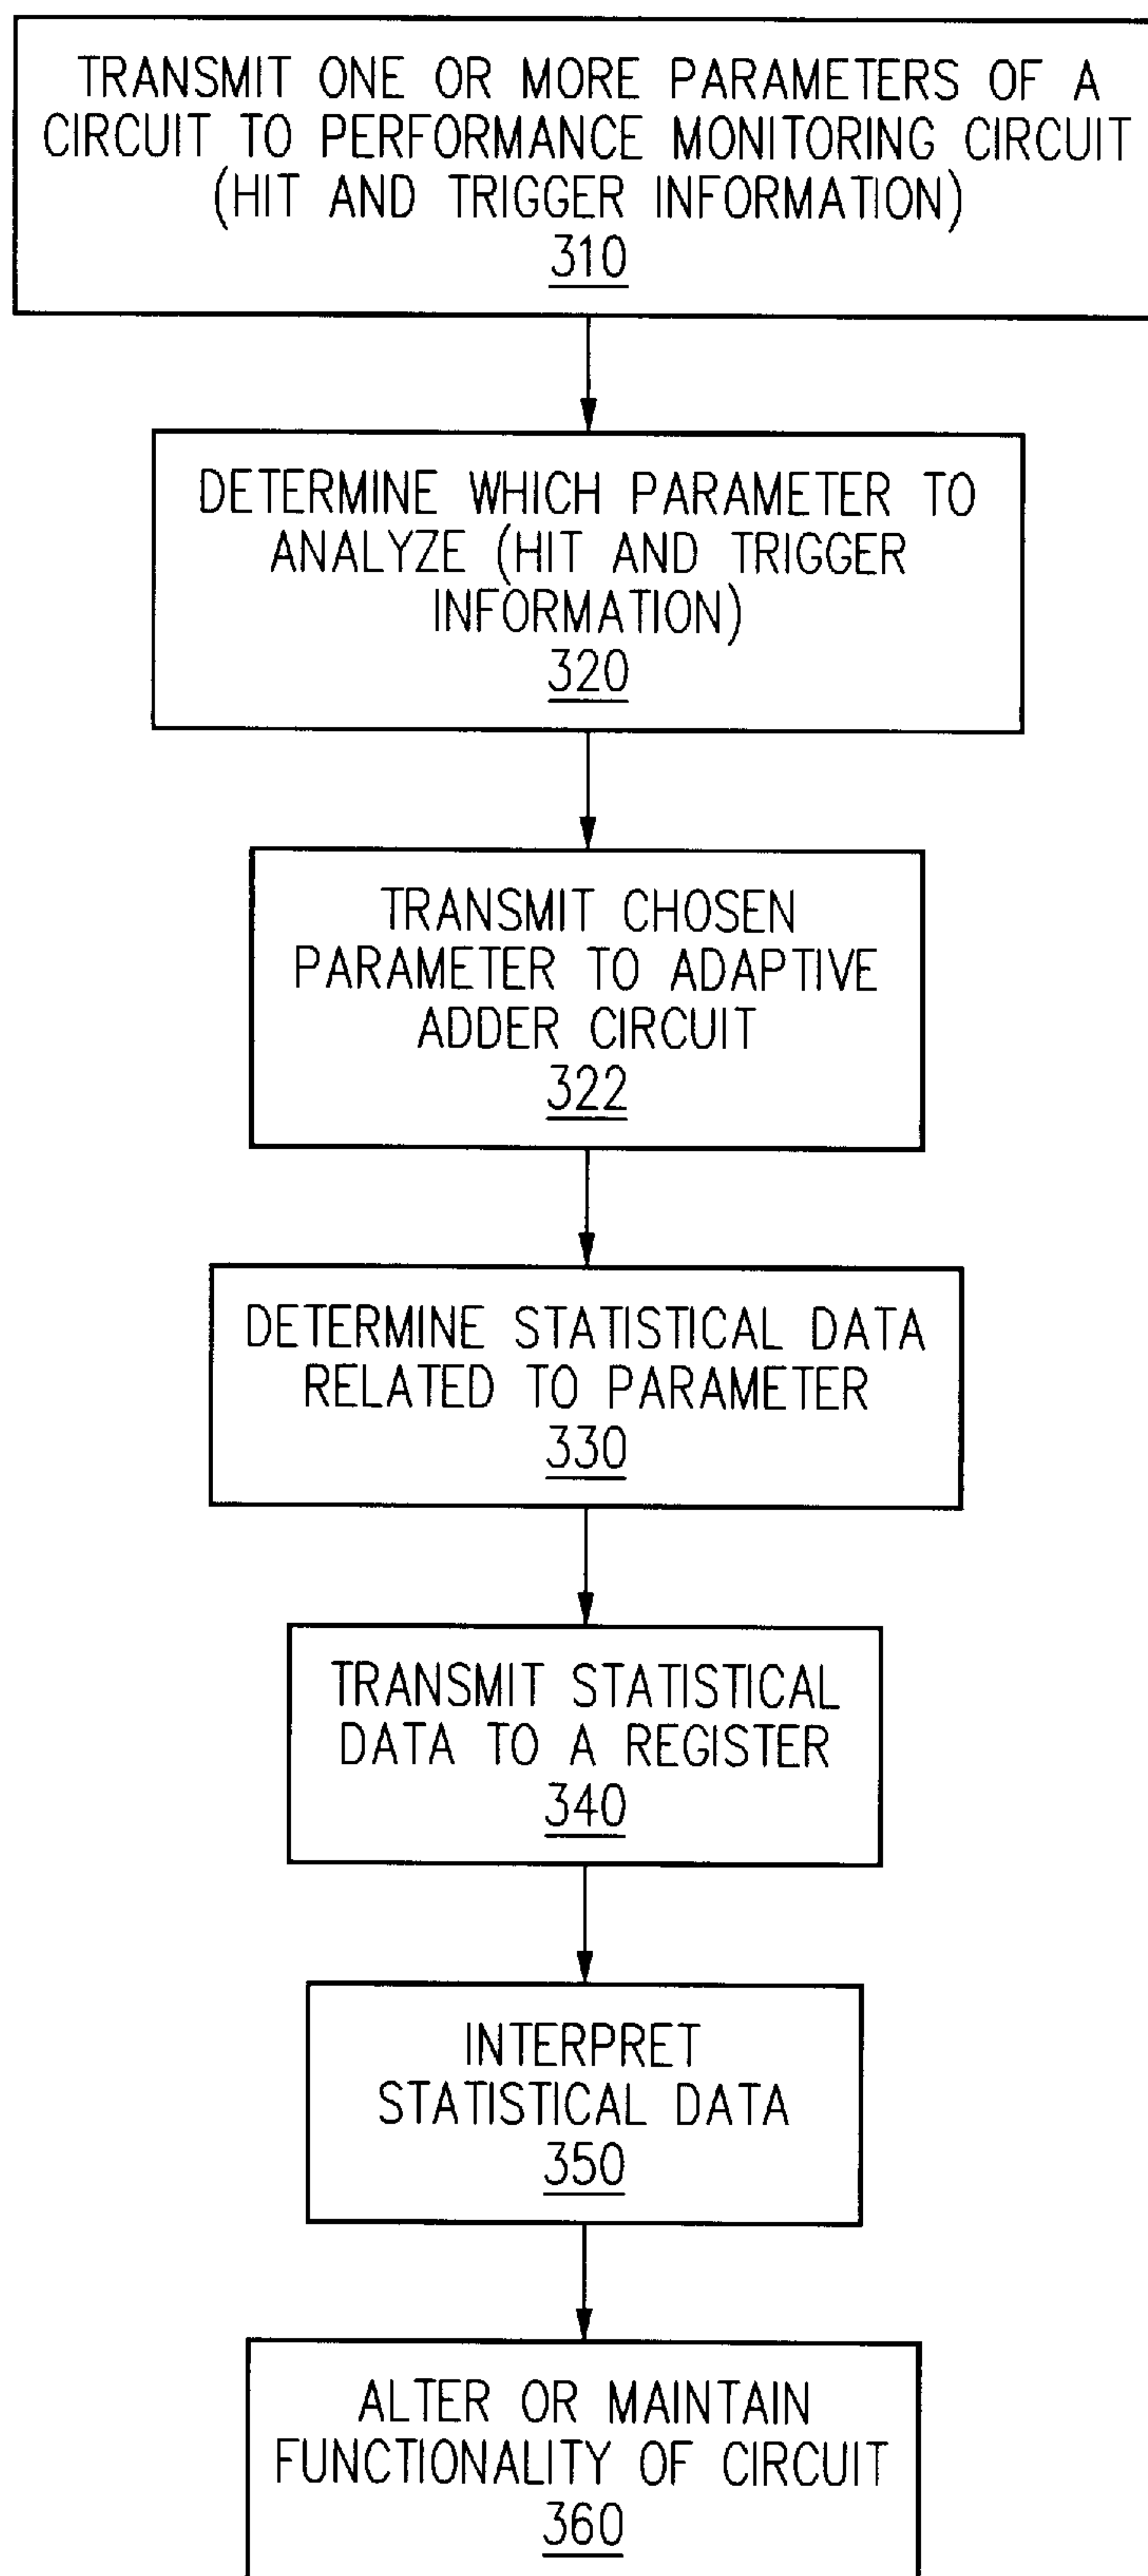 TRANSMIT ONE OR MORE PARAMETERS OF A
CIRCUIT TO PERFORMANCE MONITORING CIRCUIT
(HIT AND TRIGGER INFORMATION)
310
DETERMINE WHICH PARAMETER TO
ANALYZE (HIT AND TRIGGER
INFORMATION)
320
TRANSMIT CHOSEN
PARAMETER TO ADAPTIVE
ADDER CIRCUIT
322
DETERMINE STATISTICAL DATA
RELATED TO PARAMETER
330
TRANSMIT STATISTICAL
DATA TO A REGISTER
340
INTERPRET
STATISTICAL DATA
350
ALTER OR MAINTAIN
FUNCTIONALITY OF CIRCUIT
360